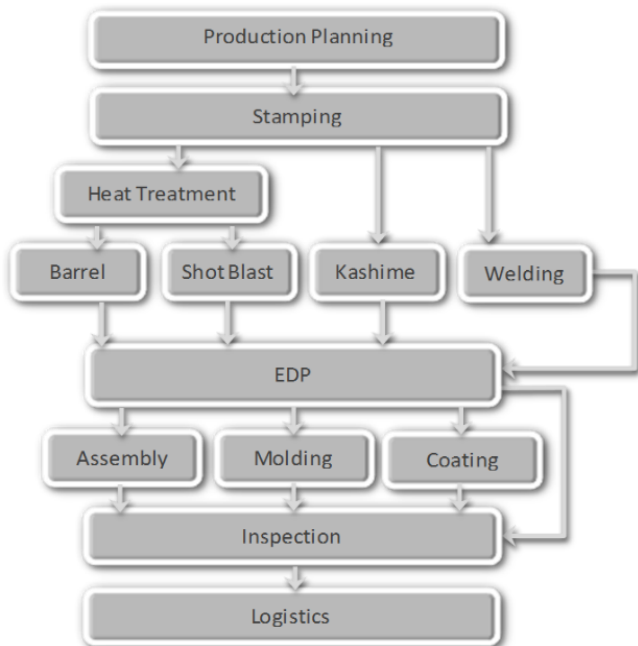 Production Planning
Stamping
Heat Treatment
Barrel
Shot Blast
Kashime
Welding
EDP
Assembly
Molding
Coating
Inspection
Logistics